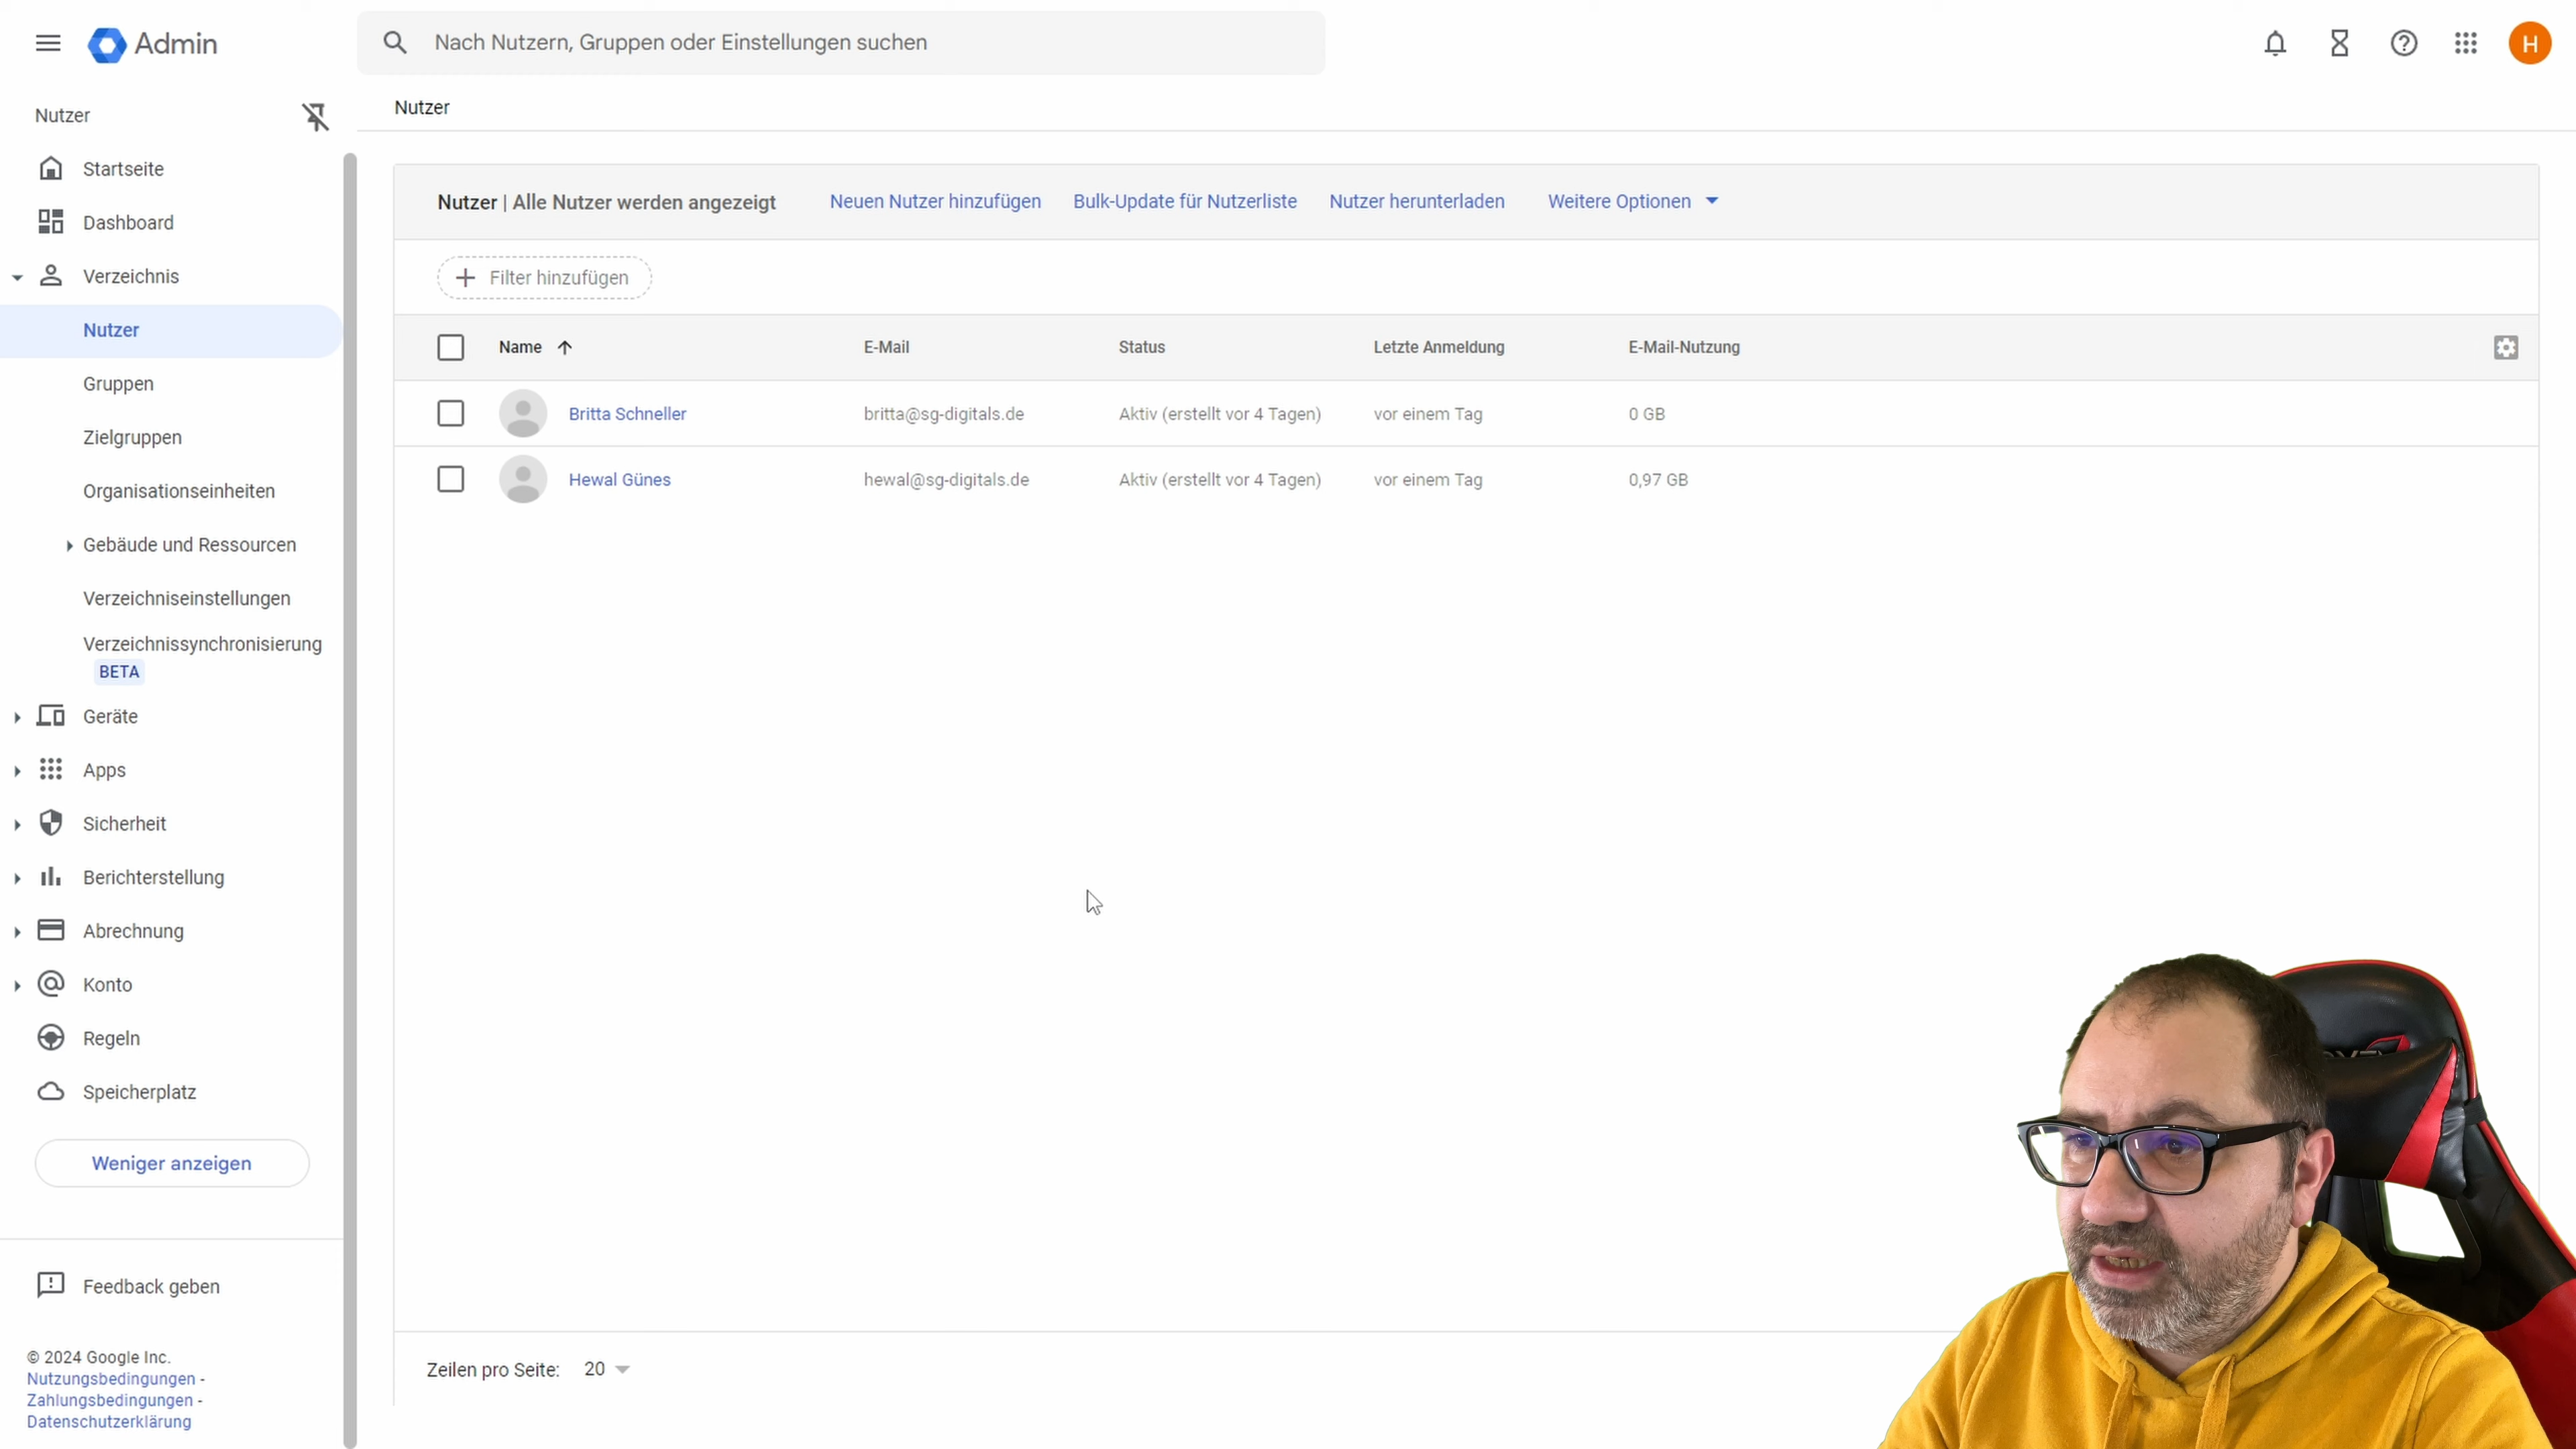 Admin
Nach Nutzern, Gruppen oder Einstellungen suchen
H
Nutzer
Startseite
Dashboard
Verzeichnis
Nutzer
Gruppen
Zielgruppen
Organisationseinheiten
Gebäude und Ressourcen
Verzeichniseinstellungen
Verzeichnissynchronisierung
BETA
Geräte
Apps
Sicherheit
Berichterstellung
Abrechnung
Konto
Regeln
Speicherplatz
Weniger anzeigen
Feedback geben
© 2024 Google Inc.
Nutzungsbedingungen -
Zahlungsbedingungen -
Datenschutzerklärung
Nutzer
Nutzer | Alle Nutzer werden angezeigt Neuen Nutzer hinzufügen Bulk-Update für Nutzerliste Nutzer herunterladen Weitere Optionen
Filter hinzufügen
Name E-Mail Status Letzte Anmeldung E-Mail-Nutzung
Britta Schneller britta@sg-digitals.de Aktiv (erstellt vor 4 Tagen) vor einem Tag 0 GB
Hewal Günes hewal@sg-digitals.de Aktiv (erstellt vor 4 Tagen) vor einem Tag 0,97 GB
Zeilen pro Seite: 20